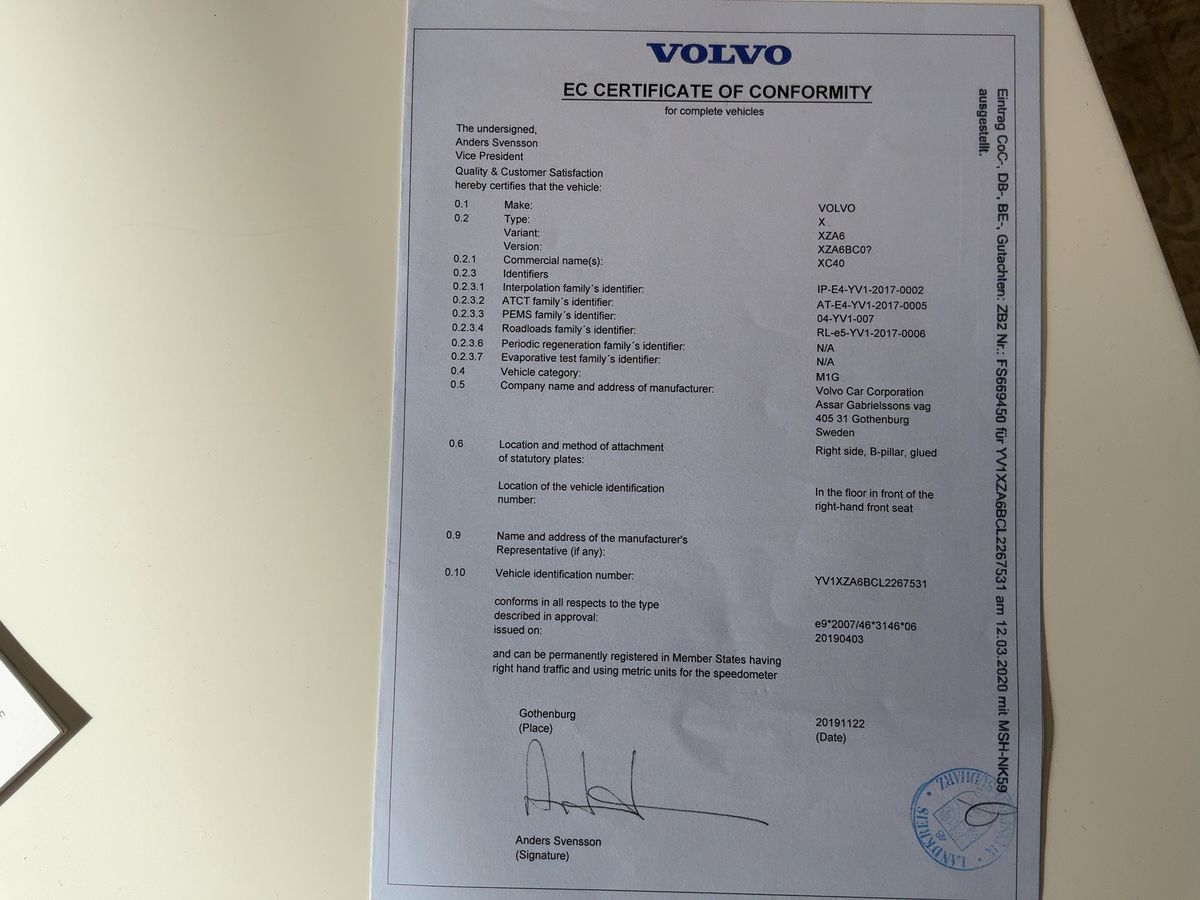 VOLVO
EC CERTIFICATE OF CONFORMITY
for complete vehicles
The undersigned,
Anders Svensson
Vice President
Quality & Customer Satisfaction
hereby certifies that the vehicle:
0.1 Make: VOLVO
0.2 Type: X
Variant: XZA6
Version: XZA6BC0?
0.2.1 Commercial name(s): XC40
0.2.3 Identifiers
0.2.3.1 Interpolation family´s identifier: IP-E4-YV1-2017-0002
0.2.3.2 ATCT family´s identifier: AT-E4-YV1-2017-0005
0.2.3.3 PEMS family´s identifier: 04-YV1-007
0.2.3.4 Roadloads family´s identifier: RL-e5-YV1-2017-0006
0.2.3.6 Periodic regeneration family´s identifier: N/A
0.2.3.7 Evaporative test family´s identifier: N/A
0.4 Vehicle category: M1G
0.5 Company name and address of manufacturer: Volvo Car Corporation
Assar Gabrielssons vag
405 31 Gothenburg
Sweden
0.6 Location and method of attachment
of statutory plates: Right side, B-pillar, glued
Location of the vehicle identification
number: In the floor in front of the
right-hand front seat
0.9 Name and address of the manufacturer's
Representative (if any):
0.10 Vehicle identification number: YV1XZA6BCL2267531
conforms in all respects to the type
described in approval: e9*2007/46*3146*06
issued on: 20190403
and can be permanently registered in Member States having
right hand traffic and using metric units for the speedometer
Gothenburg 20191122
(Place) (Date)
Anders Svensson
(Signature)
Eintrag CoC-, DB-, BE-, Gutachten: ZB2 Nr.: FS669450 für YV1XZA6BCL2267531 am 12.03.2020 mit MSH-NK59
ausgestellt.
LANDKREIS
SÜDHARZ
48